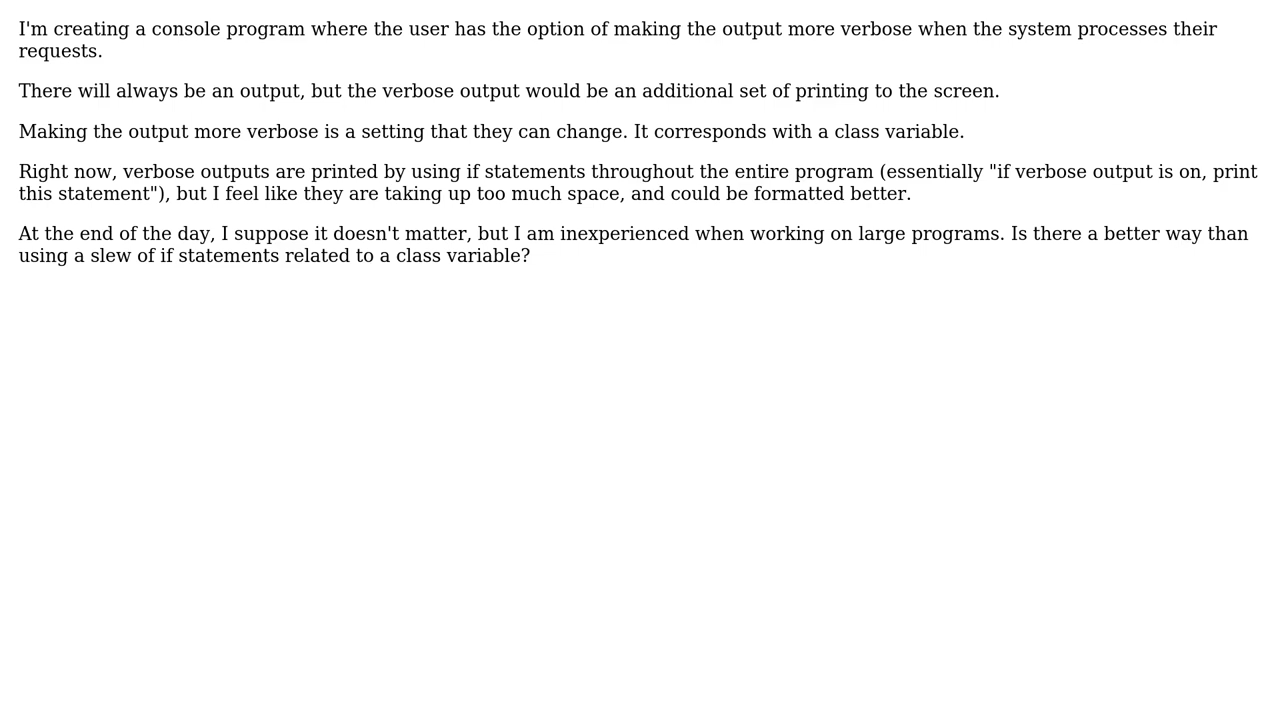 I'm creating a console program where the user has the option of making the output more verbose when the system processes their
requests.
There will always be an output, but the verbose output would be an additional set of printing to the screen.
Making the output more verbose is a setting that they can change. It corresponds with a class variable.
Right now, verbose outputs are printed by using if statements throughout the entire program (essentially "if verbose output is on, print
this statement"), but I feel like they are taking up too much space, and could be formatted better.
At the end of the day, I suppose it doesn't matter, but I am inexperienced when working on large programs. Is there a better way than
using a slew of if statements related to a class variable?